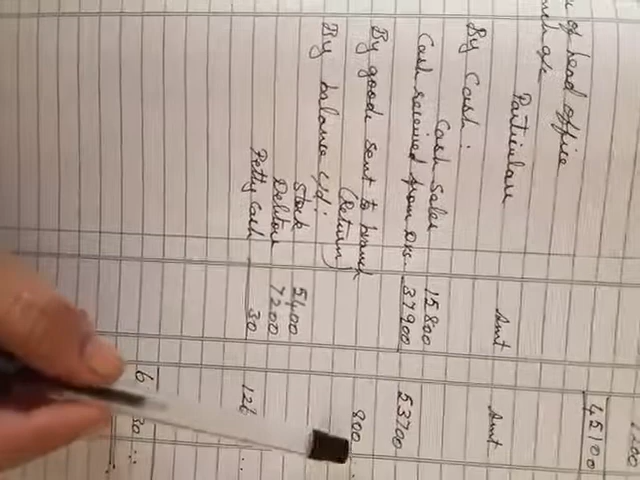 45100
of head office
Particulars Amt Amt
By Cash:
Cash sales 15800
Cash received from Drs. 37900 53700
By goods sent to branch
(Return) 800
By balance c/d:
Stock 5400
Debtors 7200
Petty Cash 30